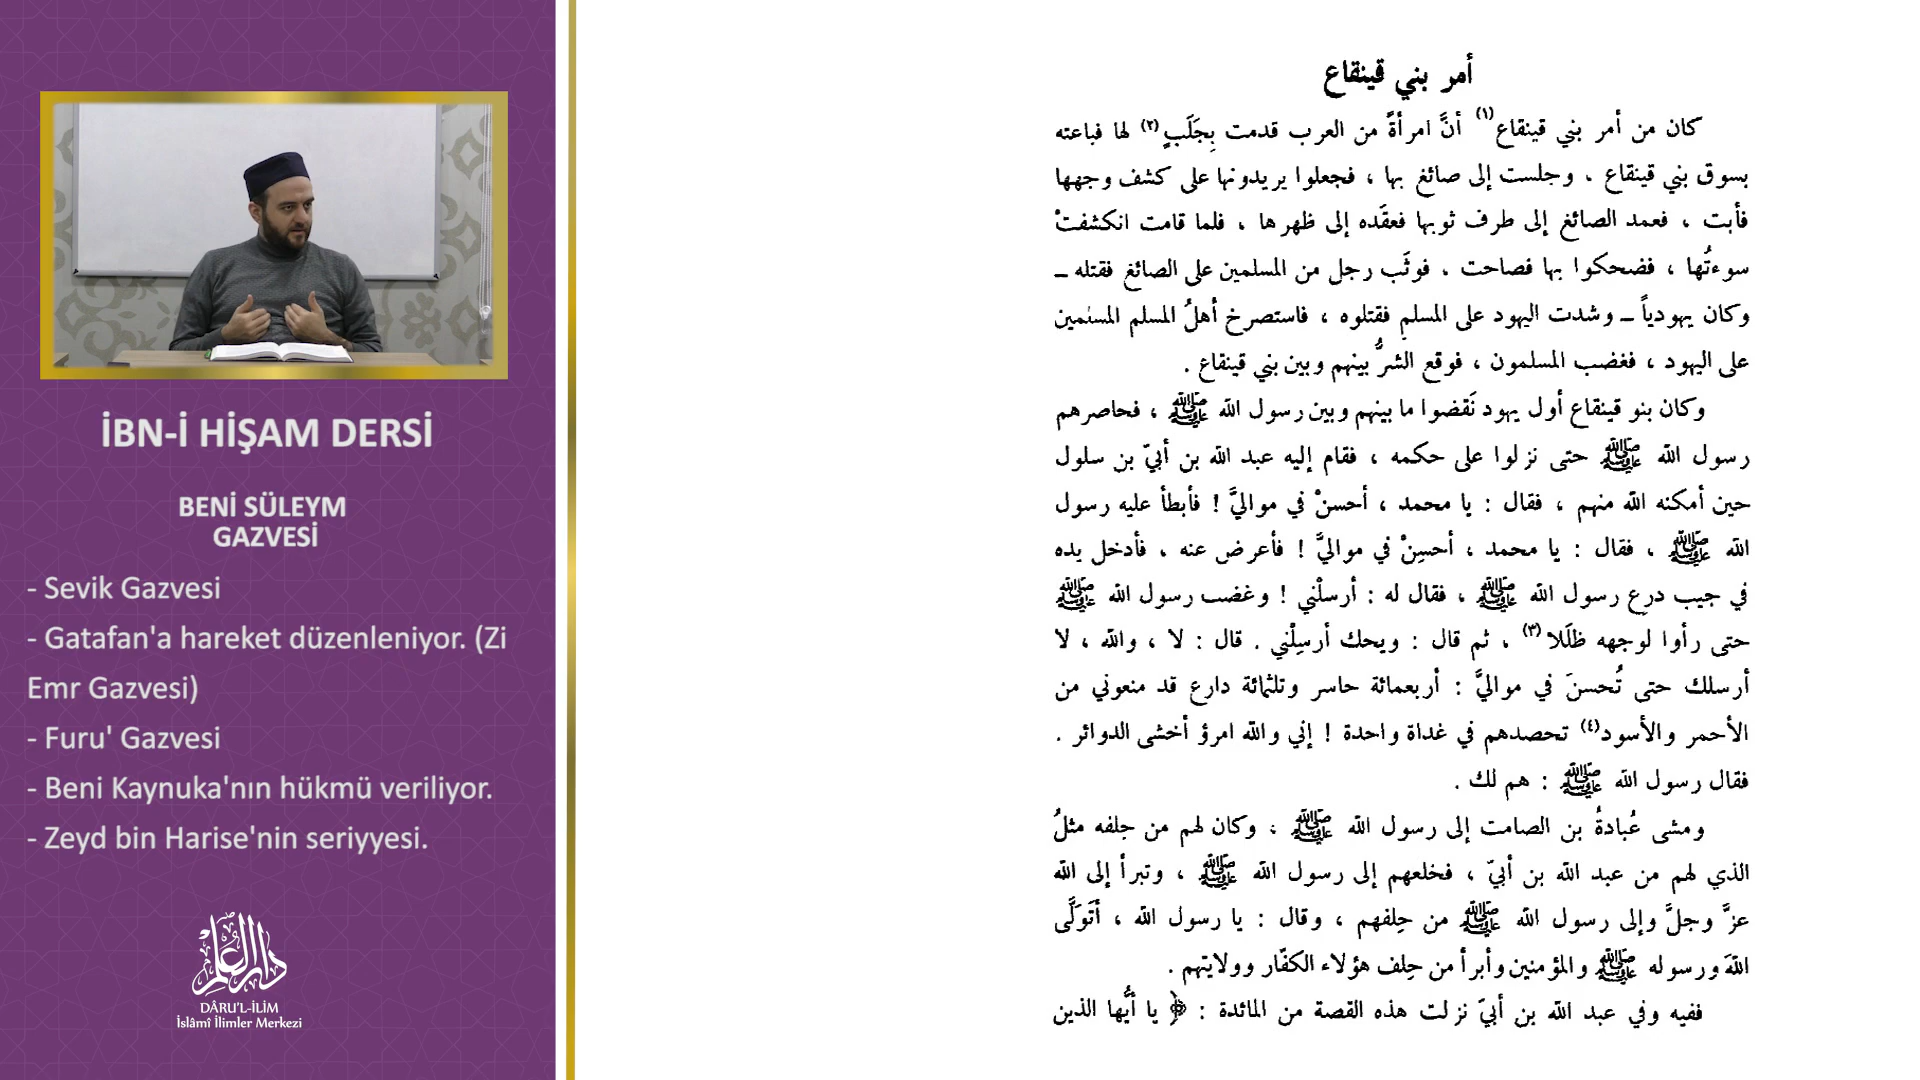 İBN-İ HİŞAM DERSİ
BENİ SÜLEYM
GAZVESİ
- Sevik Gazvesi
- Gatafan'a hareket düzenleniyor. (Zi
Emr Gazvesi)
- Furu' Gazvesi
- Beni Kaynuka'nın hükmü veriliyor.
- Zeyd bin Harise'nin seriyyesi.
دار العلم
DÂRU'L-İLİM
İslâmî İlimler Merkezi
أمر بني قينقاع
كان من أمر بني قينقاع(١) أنَّ امرأةً من العرب قدمت بِجَلَبٍ(٢) لها فباعته
بسوق بني قينقاع ، وجلست إلى صائغ بها ، فجعلوا يريدونها على كشف وجهها
فأبت ، فعمد الصائغ إلى طرف ثوبها فعقَده إلى ظهرها ، فلما قامت انكشفتْ
سوءتُها ، فضحكوا بها فصاحت ، فوثَب رجل من المسلمين على الصائغ فقتله ــ
وكان يهودياً ــ وشدت اليهود على المسلمِ فقتلوه ، فاستصرخ أهلُ المسلم المسلمين
على اليهود ، فغضب المسلمون ، فوقع الشرُّ بينهم وبين بني قينقاع .
وكان بنو قينقاع أول يهود نَقضوا ما بينهم وبين رسول الله ﷺ ، فحاصرهم
رسول الله ﷺ حتى نزلوا على حكمه ، فقام إليه عبد الله بن أبيّ بن سلول
حين أمكنه الله منهم ، فقال : يا محمد ، أحسنْ في مواليَّ ! فأبطأ عليه رسول
الله ﷺ ، فقال : يا محمد ، أحسِنْ في مواليَّ ! فأعرض عنه ، فأدخل يده
في جيب درع رسول الله ﷺ ، فقال له : أرسلْني ! وغضب رسول الله ﷺ
حتى رأوا لوجهه ظلَلا(٣) ، ثم قال : ويحك أرسِلْني . قال : لا ، والله ، لا
أرسلك حتى تُحسنَ في مواليَّ : أربعمائة حاسر وثلثمائة دارع قد منعوني من
الأحمر والأسود(٤) تحصدهم في غداة واحدة ! إني والله امرؤ أخشى الدوائر .
فقال رسول الله ﷺ : هم لك .
ومشى عُبادةُ بن الصامت إلى رسول الله ﷺ ، وكان لهم من حلفه مثلُ
الذي لهم من عبد الله بن أبيّ ، فخلعهم إلى رسول الله ﷺ ، وتبرأ إلى الله
عزَّ وجلَّ وإلى رسول الله ﷺ من حِلفهم ، وقال : يا رسول الله ، أتَوَلَّى
اللهَ ورسوله ﷺ والمؤمنين وأبرأ من حِلف هؤلاء الكفّار وولايتهم .
ففيه وفي عبد الله بن أبيّ نزلت هذه القصة من المائدة : ﴿ يا أيُّها الذين